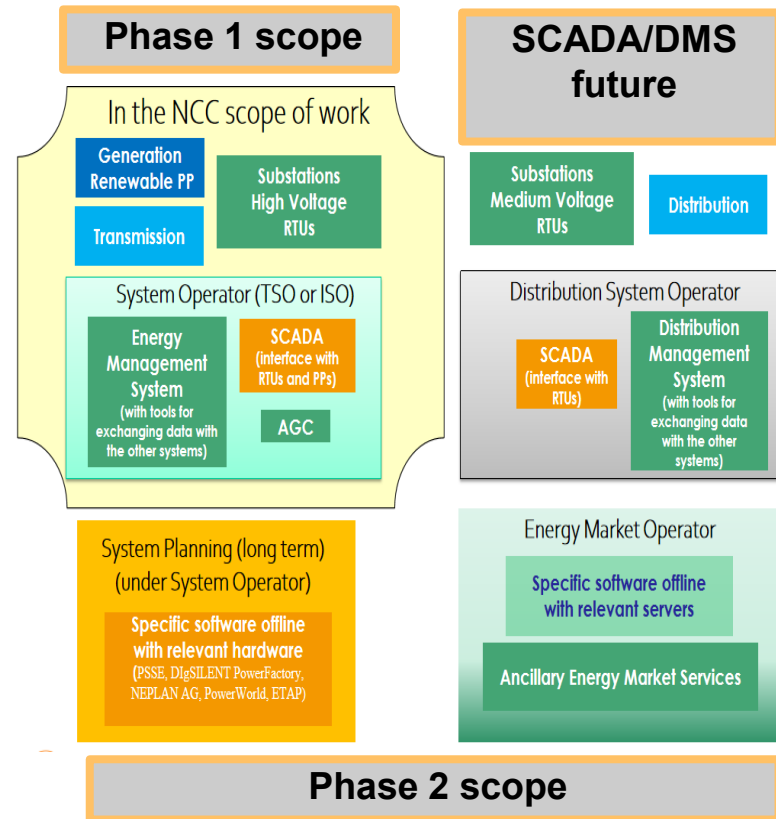 Phase 1 scope
SCADA/DMS
future
In the NCC scope of work
Generation
Renewable PP
Substations
High Voltage
RTUs
Transmission
Substations
Medium Voltage
RTUs
Distribution
System Operator (TSO or ISO)
Energy
Management
System
(with tools for
exchanging data with
the other systems)
SCADA
(interface with
RTUs and PPs)
AGC
Distribution System Operator
SCADA
(interface with
RTUs)
Distribution
Management
System
(with tools for
exchanging data
with the other
systems)
System Planning (long term)
(under System Operator)
Specific software offline
with relevant hardware
(PSSE, DIgSILENT PowerFactory,
NEPLAN AG, PowerWorld, ETAP)
Energy Market Operator
Specific software offline
with relevant servers
Ancillary Energy Market Services
Phase 2 scope